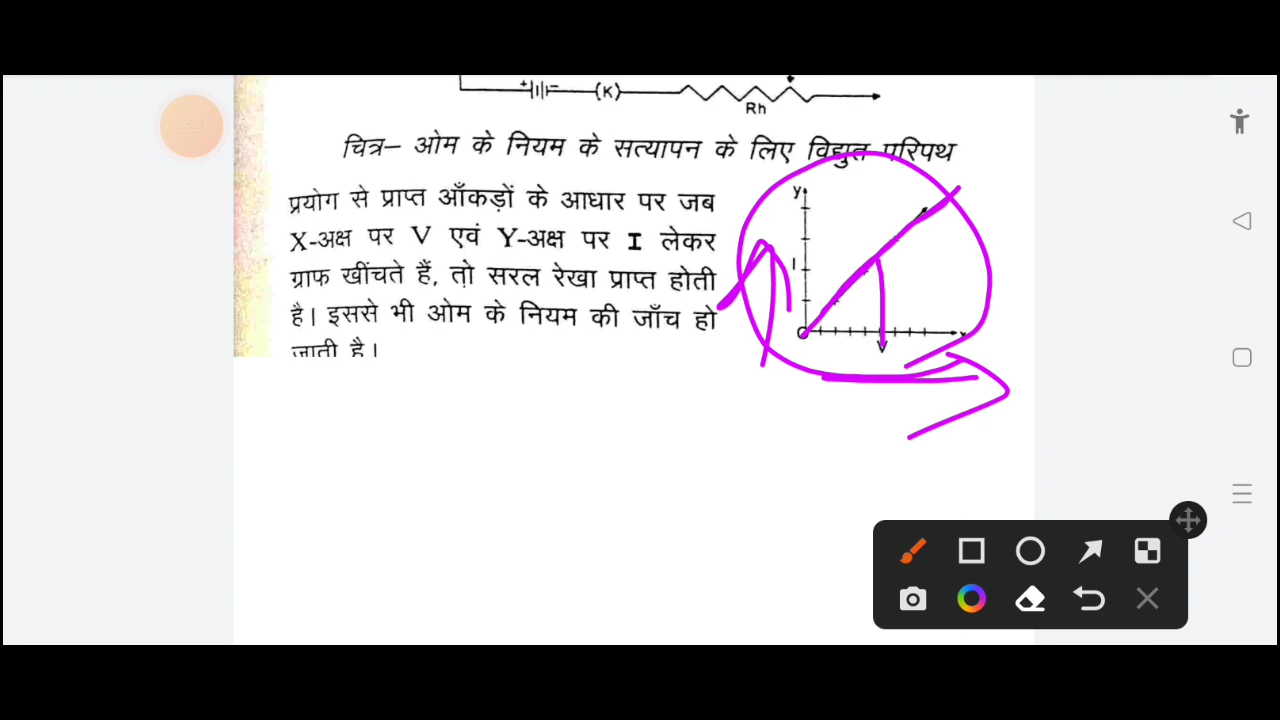 (K)
Rh
चित्र– ओम के नियम के सत्यापन के लिए विद्युत परिपथ
प्रयोग से प्राप्त आँकड़ों के आधार पर जब
X-अक्ष पर V एवं Y-अक्ष पर I लेकर
ग्राफ खींचते हैं, तो सरल रेखा प्राप्त होती
है। इससे भी ओम के नियम की जाँच हो
जाती है।
y
I
O
V